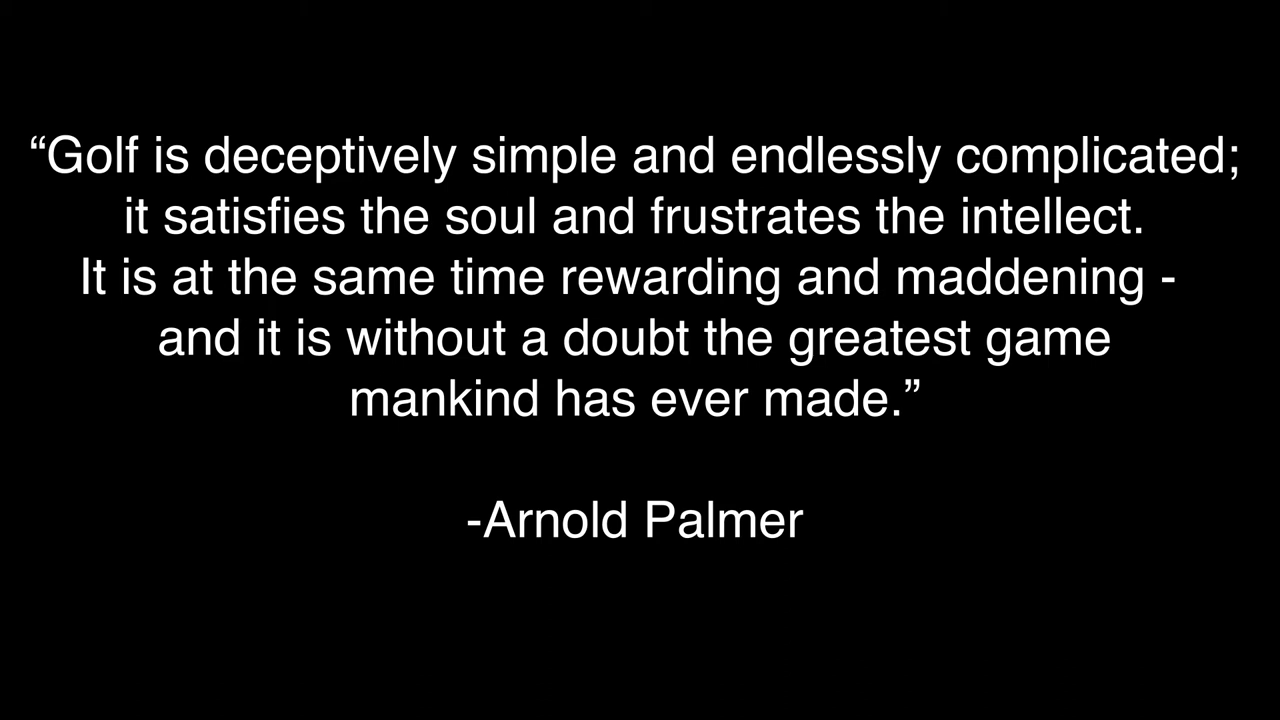 “Golf is deceptively simple and endlessly complicated;
it satisfies the soul and frustrates the intellect.
It is at the same time rewarding and maddening -
and it is without a doubt the greatest game
mankind has ever made.”
-Arnold Palmer